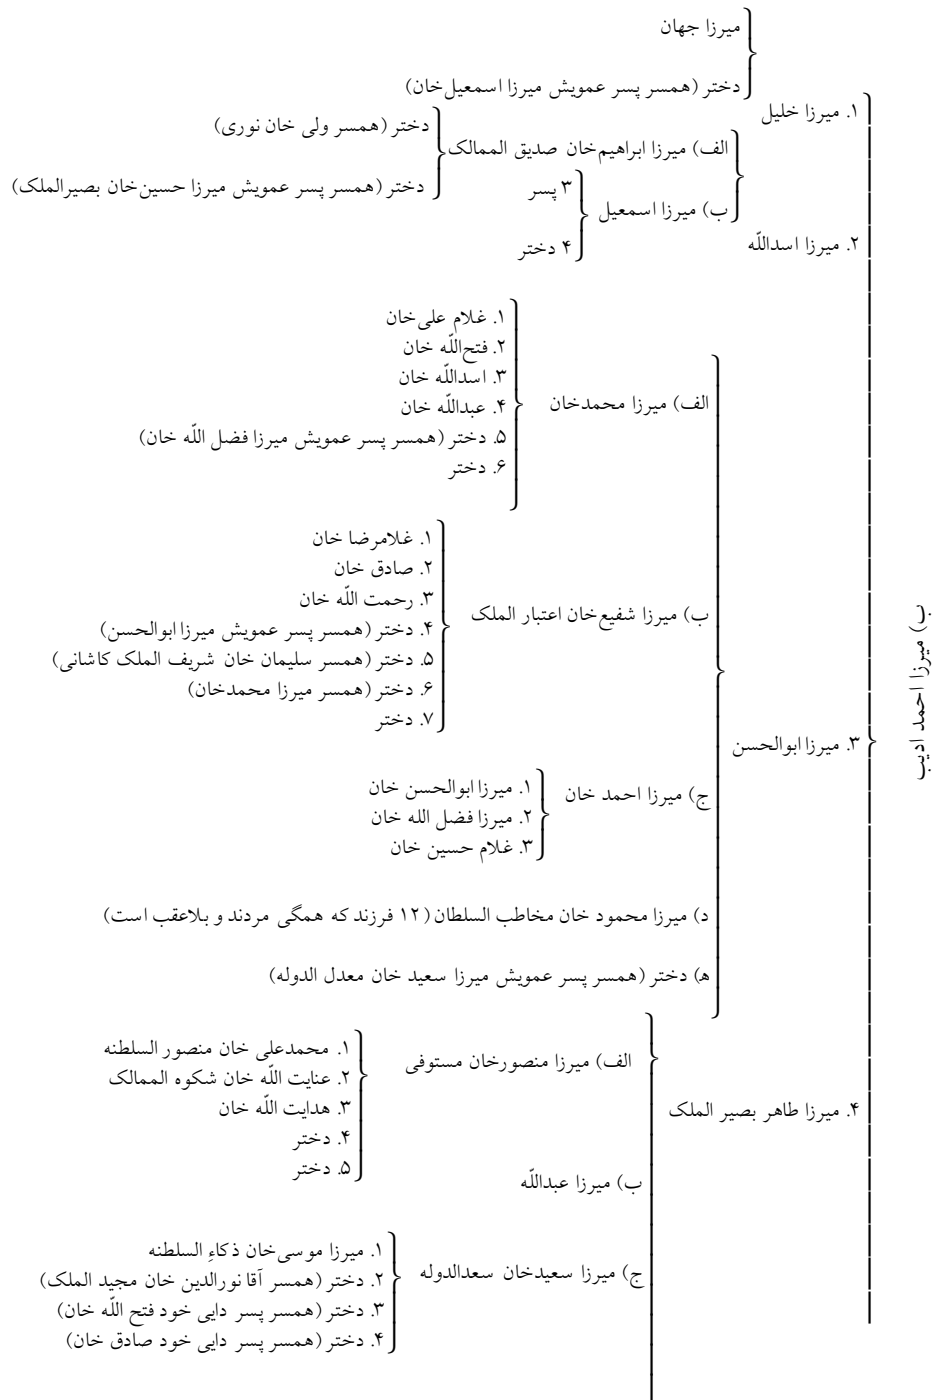 ب) میرزا احمد ادیب
۱. میرزا خلیل
میرزا جهان
دختر (همسر پسر عمویش میرزا اسمعیل‌خان)
۲. میرزا اسداللّه
الف) میرزا ابراهیم‌خان صدیق الممالک
دختر (همسر ولی خان نوری)
دختر (همسر پسر عمویش میرزا حسین‌خان بصیرالملک)
ب) میرزا اسمعیل
۳ پسر
۴ دختر
۳. میرزا ابوالحسن
الف) میرزا محمدخان
۱. غلام علی‌خان
۲. فتح‌اللّه خان
۳. اسداللّه خان
۴. عبداللّه خان
۵. دختر (همسر پسر عمویش میرزا فضل اللّه خان)
۶. دختر
ب) میرزا شفیع‌خان اعتبار الملک
۱. غلامرضا خان
۲. صادق خان
۳. رحمت اللّه خان
۴. دختر (همسر پسر عمویش میرزا ابوالحسن)
۵. دختر (همسر سلیمان خان شریف الملک کاشانی)
۶. دختر (همسر میرزا محمدخان)
۷. دختر
ج) میرزا احمد خان
۱. میرزا ابوالحسن خان
۲. میرزا فضل الله خان
۳. غلام حسین خان
د) میرزا محمود خان مخاطب السلطان (۱۲ فرزند که همگی مردند و بلاعقب است)
ه) دختر (همسر پسر عمویش میرزا سعید خان معدل الدوله)
۴. میرزا طاهر بصیر الملک
الف) میرزا منصورخان مستوفی
۱. محمدعلی خان منصور السلطنه
۲. عنایت اللّه خان شکوه الممالک
۳. هدایت اللّه خان
۴. دختر
۵. دختر
ب) میرزا عبداللّه
ج) میرزا سعیدخان سعدالدوله
۱. میرزا موسی‌خان ذکاءِ السلطنه
۲. دختر (همسر آقا نورالدین خان مجید الملک)
۳. دختر (همسر پسر دایی خود فتح اللّه خان)
۴. دختر (همسر پسر دایی خود صادق خان)